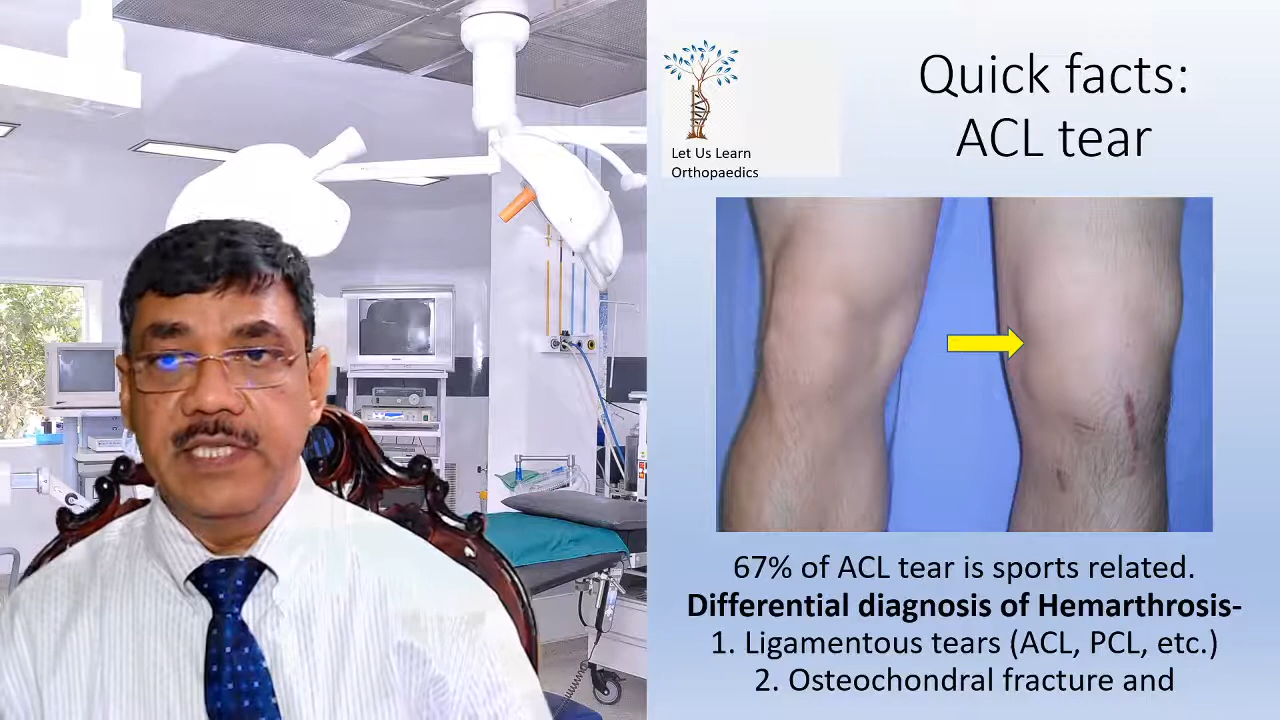 Let Us Learn
Orthopaedics
Quick facts:
ACL tear
67% of ACL tear is sports related.
Differential diagnosis of Hemarthrosis-
1. Ligamentous tears (ACL, PCL, etc.)
2. Osteochondral fracture and